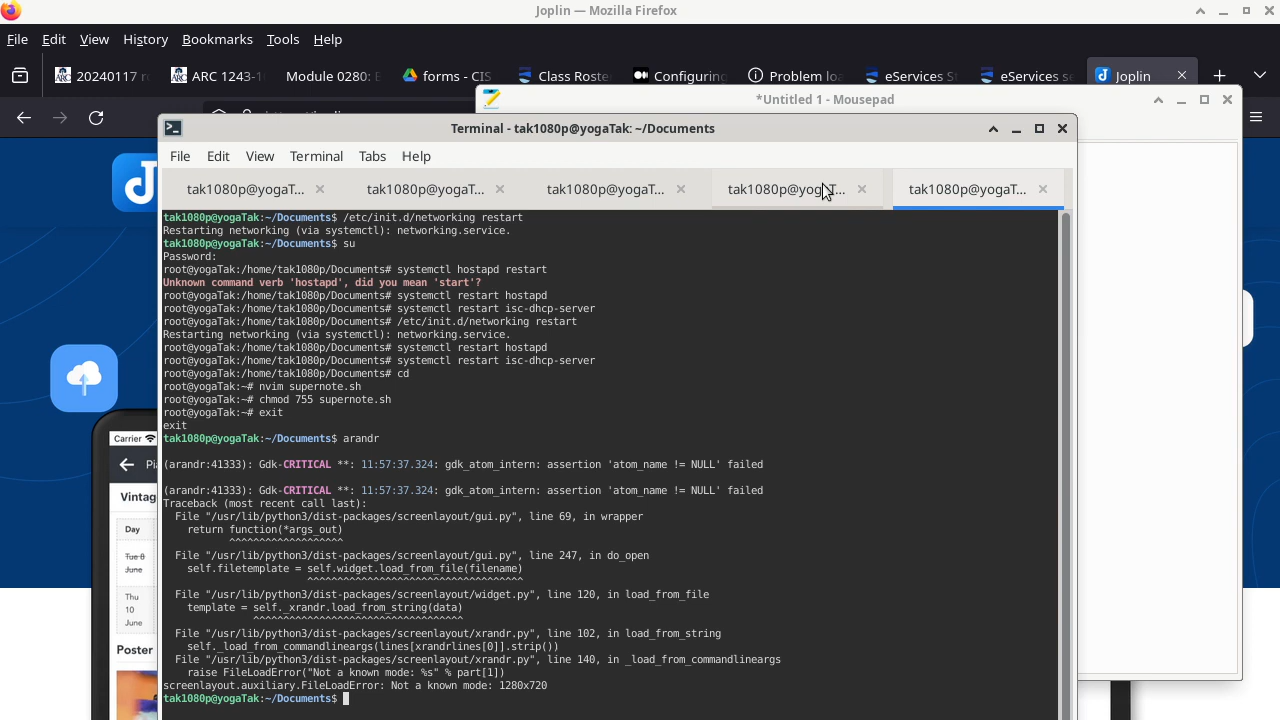 Joplin — Mozilla Firefox
File Edit View History Bookmarks Tools Help
20240117 ARC 1243-1 Module 0280: forms - CIS Class Roster Configuring Problem lo eServices S eServices se Joplin
*Untitled 1 - Mousepad
Terminal - tak1080p@yogaTak: ~/Documents
File Edit View Terminal Tabs Help
tak1080p@yogaT... tak1080p@yogaT... tak1080p@yogaT... tak1080p@yogaT... tak1080p@yogaT...
tak1080p@yogaTak:~/Documents$ /etc/init.d/networking restart
Restarting networking (via systemctl): networking.service.
tak1080p@yogaTak:~/Documents$ su
Password:
root@yogaTak:/home/tak1080p/Documents# systemctl hostapd restart
Unknown command verb 'hostapd', did you mean 'start'?
root@yogaTak:/home/tak1080p/Documents# systemctl restart hostapd
root@yogaTak:/home/tak1080p/Documents# systemctl restart isc-dhcp-server
root@yogaTak:/home/tak1080p/Documents# /etc/init.d/networking restart
Restarting networking (via systemctl): networking.service.
root@yogaTak:/home/tak1080p/Documents# systemctl restart hostapd
root@yogaTak:/home/tak1080p/Documents# systemctl restart isc-dhcp-server
root@yogaTak:/home/tak1080p/Documents# cd
root@yogaTak:~# nvim supernote.sh
root@yogaTak:~# chmod 755 supernote.sh
root@yogaTak:~# exit
exit
tak1080p@yogaTak:~/Documents$ arandr
(arandr:41333): Gdk-CRITICAL **: 11:57:37.324: gdk_atom_intern: assertion 'atom_name != NULL' failed
(arandr:41333): Gdk-CRITICAL **: 11:57:37.324: gdk_atom_intern: assertion 'atom_name != NULL' failed
Traceback (most recent call last):
File "/usr/lib/python3/dist-packages/screenlayout/gui.py", line 69, in wrapper
return function(*args_out)
^^^^^^^^^^^^^^^^^^^
File "/usr/lib/python3/dist-packages/screenlayout/gui.py", line 247, in do_open
self.filetemplate = self.widget.load_from_file(filename)
^^^^^^^^^^^^^^^^^^^^^^^^^^^^^^^^^^^^
File "/usr/lib/python3/dist-packages/screenlayout/widget.py", line 120, in load_from_file
template = self._xrandr.load_from_string(data)
^^^^^^^^^^^^^^^^^^^^^^^^^^^^^^^^^^^
File "/usr/lib/python3/dist-packages/screenlayout/xrandr.py", line 102, in load_from_string
self._load_from_commandlineargs(lines[xrandrlines[0]].strip())
File "/usr/lib/python3/dist-packages/screenlayout/xrandr.py", line 140, in _load_from_commandlineargs
raise FileLoadError("Not a known mode: %s" % part[1])
screenlayout.auxiliary.FileLoadError: Not a known mode: 1280x720
tak1080p@yogaTak:~/Documents$
Carrier
Vintag
Day
Tue 8
June
Thu
10
June
Poster